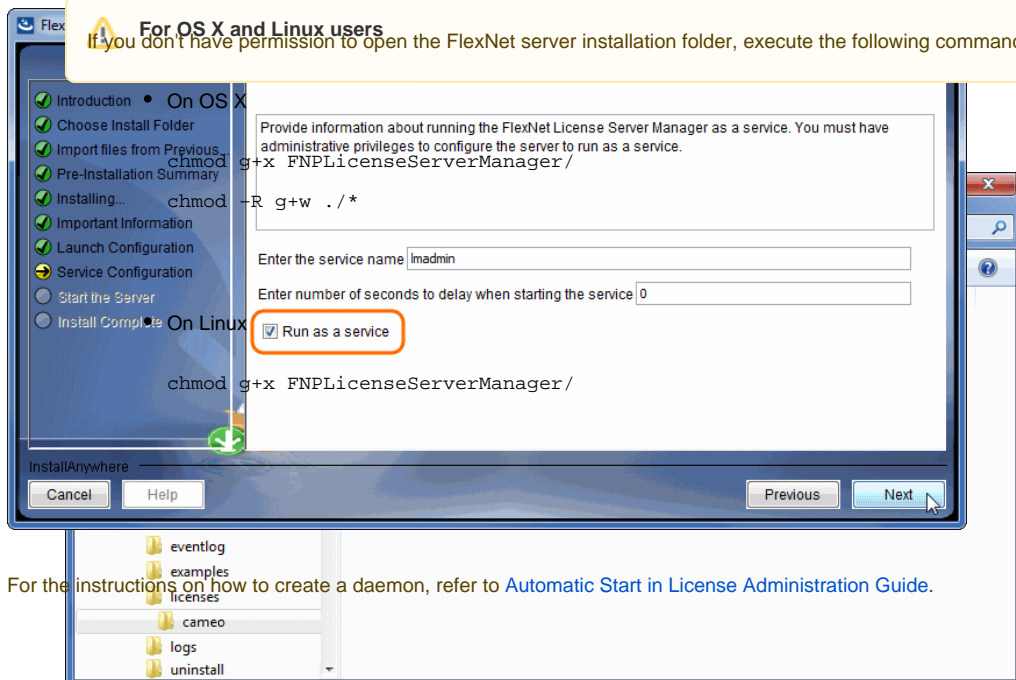 Flex
For OS X and Linux users
If you don't have permission to open the FlexNet server installation folder, execute the following command
Introduction
Choose Install Folder
Import files from Previous
Pre-Installation Summary
Installing...
Important Information
Launch Configuration
Service Configuration
Start the Server
Install Complete
• On OS X
chmod g+x FNPLicenseServerManager/
chmod -R g+w ./*
• On Linux
chmod g+x FNPLicenseServerManager/
Provide information about running the FlexNet License Server Manager as a service. You must have
administrative privileges to configure the server to run as a service.
Enter the service name lmadmin
Enter number of seconds to delay when starting the service 0
Run as a service
InstallAnywhere
Cancel
Help
Previous
Next
eventlog
examples
licenses
cameo
logs
uninstall
For the instructions on how to create a daemon, refer to Automatic Start in License Administration Guide.